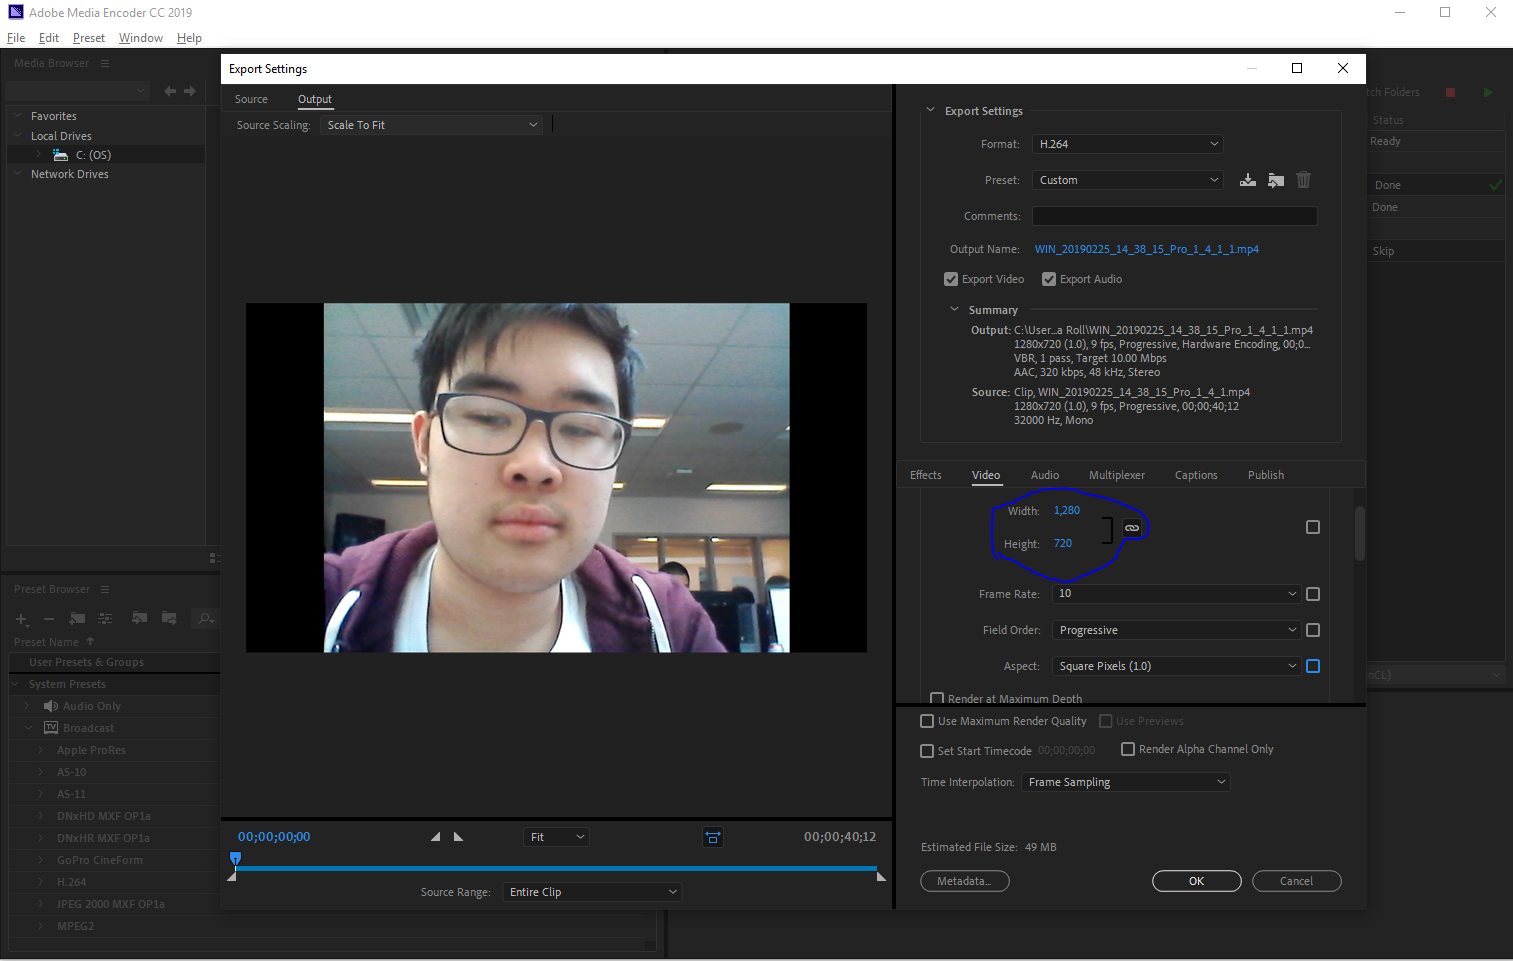 Adobe Media Encoder CC 2019
File Edit Preset Window Help
Media Browser
Favorites
Local Drives
C: (OS)
Network Drives
Preset Browser
Preset Name
User Presets & Groups
System Presets
Audio Only
Broadcast
Apple ProRes
AS-10
AS-11
DNxHD MXF OP1a
DNxHR MXF OP1a
GoPro CineForm
H.264
JPEG 2000 MXF OP1a
MPEG2
Export Settings
Source Output
Source Scaling: Scale To Fit
00;00;00;00
Fit
00;00;40;12
Source Range: Entire Clip
Export Settings
Format: H.264
Preset: Custom
Comments:
Output Name: WIN_20190225_14_38_15_Pro_1_4_1_1.mp4
Export Video Export Audio
Summary
Output: C:\User...a Roll\WIN_20190225_14_38_15_Pro_1_4_1_1.mp4
1280x720 (1.0), 9 fps, Progressive, Hardware Encoding, 00;0...
VBR, 1 pass, Target 10.00 Mbps
AAC, 320 kbps, 48 kHz, Stereo
Source: Clip, WIN_20190225_14_38_15_Pro_1_4_1.mp4
1280x720 (1.0), 9 fps, Progressive, 00;00;40;12
32000 Hz, Mono
Effects Video Audio Multiplexer Captions Publish
Width: 1,280
Height: 720
Frame Rate: 10
Field Order: Progressive
Aspect: Square Pixels (1.0)
Render at Maximum Depth
Use Maximum Render Quality Use Previews
Set Start Timecode 00;00;00;00 Render Alpha Channel Only
Time Interpolation: Frame Sampling
Estimated File Size: 49 MB
Metadata... OK Cancel
tch Folders
Status
Ready
Done
Done
Skip
nCL)